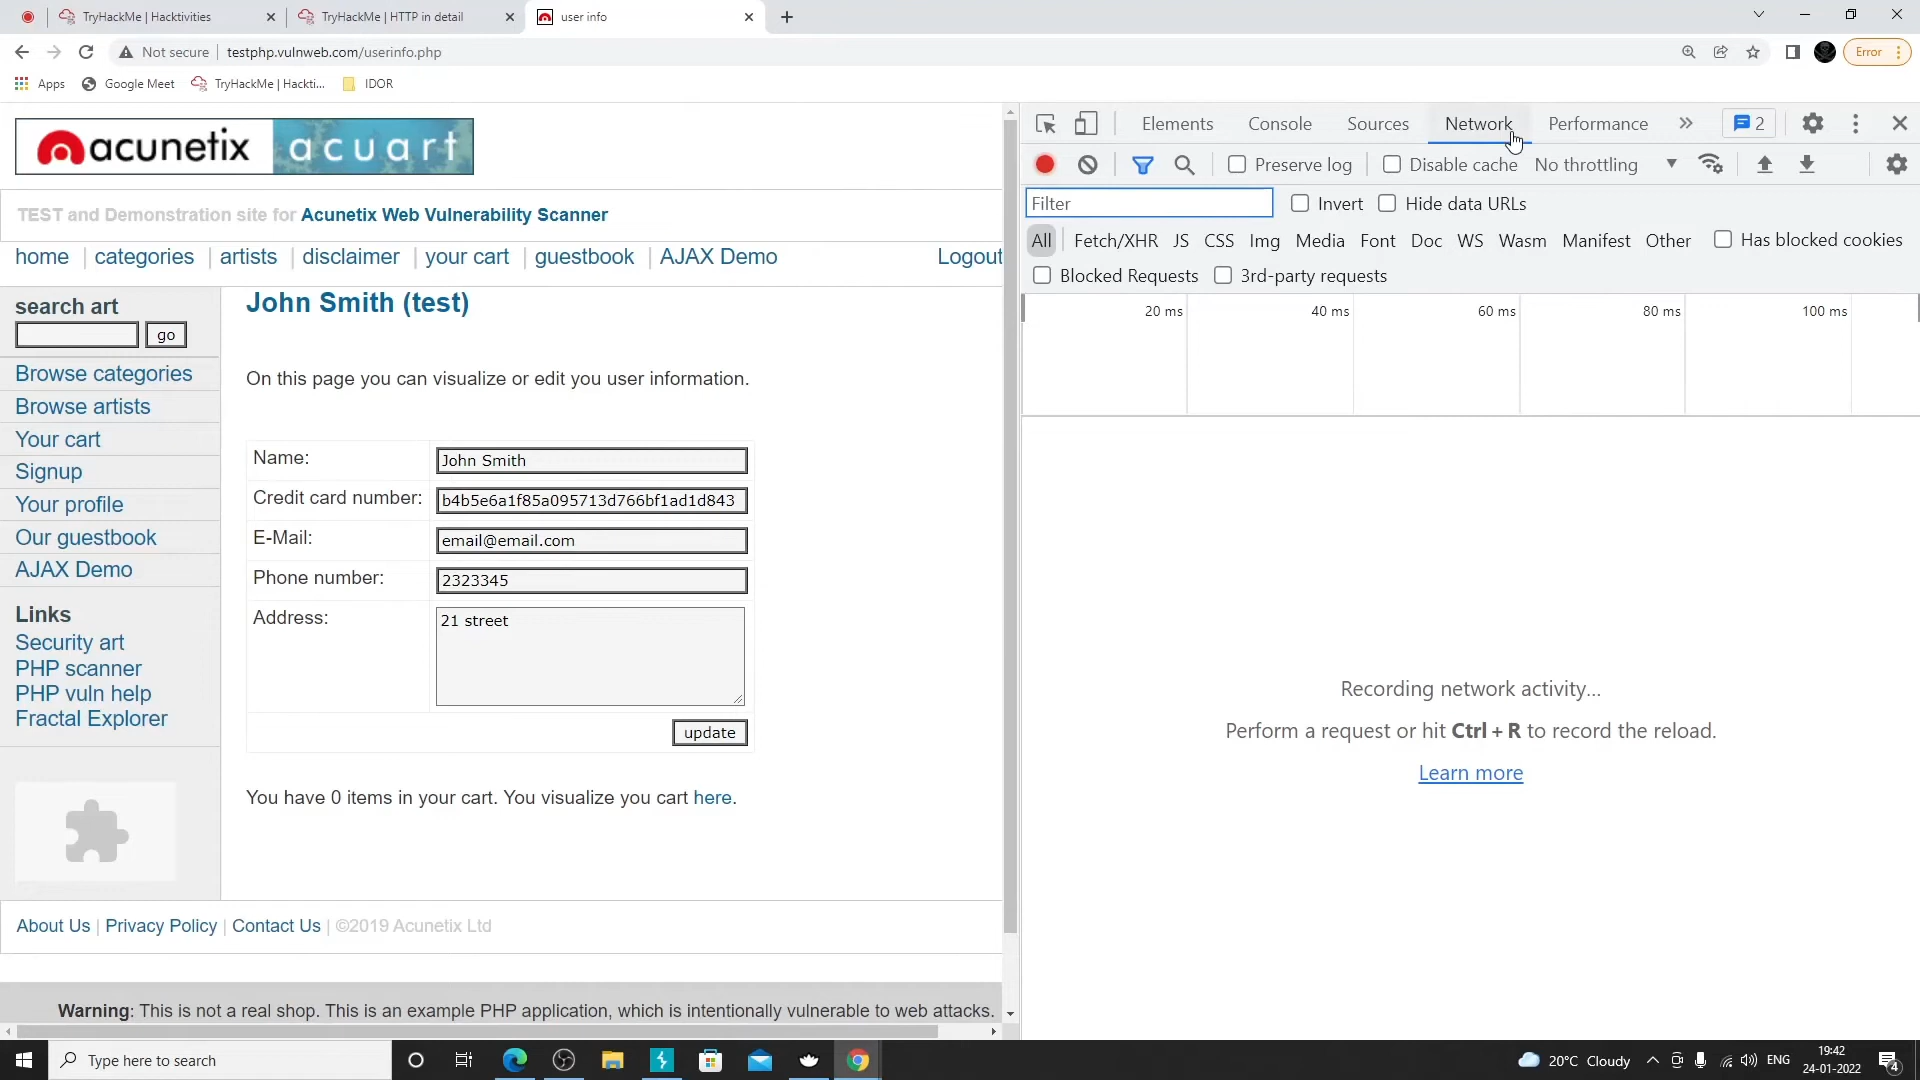 TryHackMe | Hacktivities
TryHackMe | HTTP in detail
user info
Not secure
testphp.vulnweb.com/userinfo.php
Error
Apps
Google Meet
TryHackMe | Hackti...
IDOR
acunetix acuart
TEST and Demonstration site for Acunetix Web Vulnerability Scanner
home | categories | artists | disclaimer | your cart | guestbook | AJAX Demo
Logout
search art
go
Browse categories
Browse artists
Your cart
Signup
Your profile
Our guestbook
AJAX Demo
Links
Security art
PHP scanner
PHP vuln help
Fractal Explorer
John Smith (test)
On this page you can visualize or edit you user information.
Name: John Smith
Credit card number: b4b5e6a1f85a095713d766bf1ad1d843
E-Mail: email@email.com
Phone number: 2323345
Address: 21 street
update
You have 0 items in your cart. You visualize you cart here.
About Us | Privacy Policy | Contact Us | ©2019 Acunetix Ltd
Warning: This is not a real shop. This is an example PHP application, which is intentionally vulnerable to web attacks.
Elements Console Sources Network Performance 2
Preserve log Disable cache No throttling
Filter Invert Hide data URLs
All Fetch/XHR JS CSS Img Media Font Doc WS Wasm Manifest Other Has blocked cookies
Blocked Requests 3rd-party requests
20 ms 40 ms 60 ms 80 ms 100 ms
Recording network activity...
Perform a request or hit Ctrl + R to record the reload.
Learn more
Type here to search
20°C Cloudy
ENG
19:42
24-01-2022
4